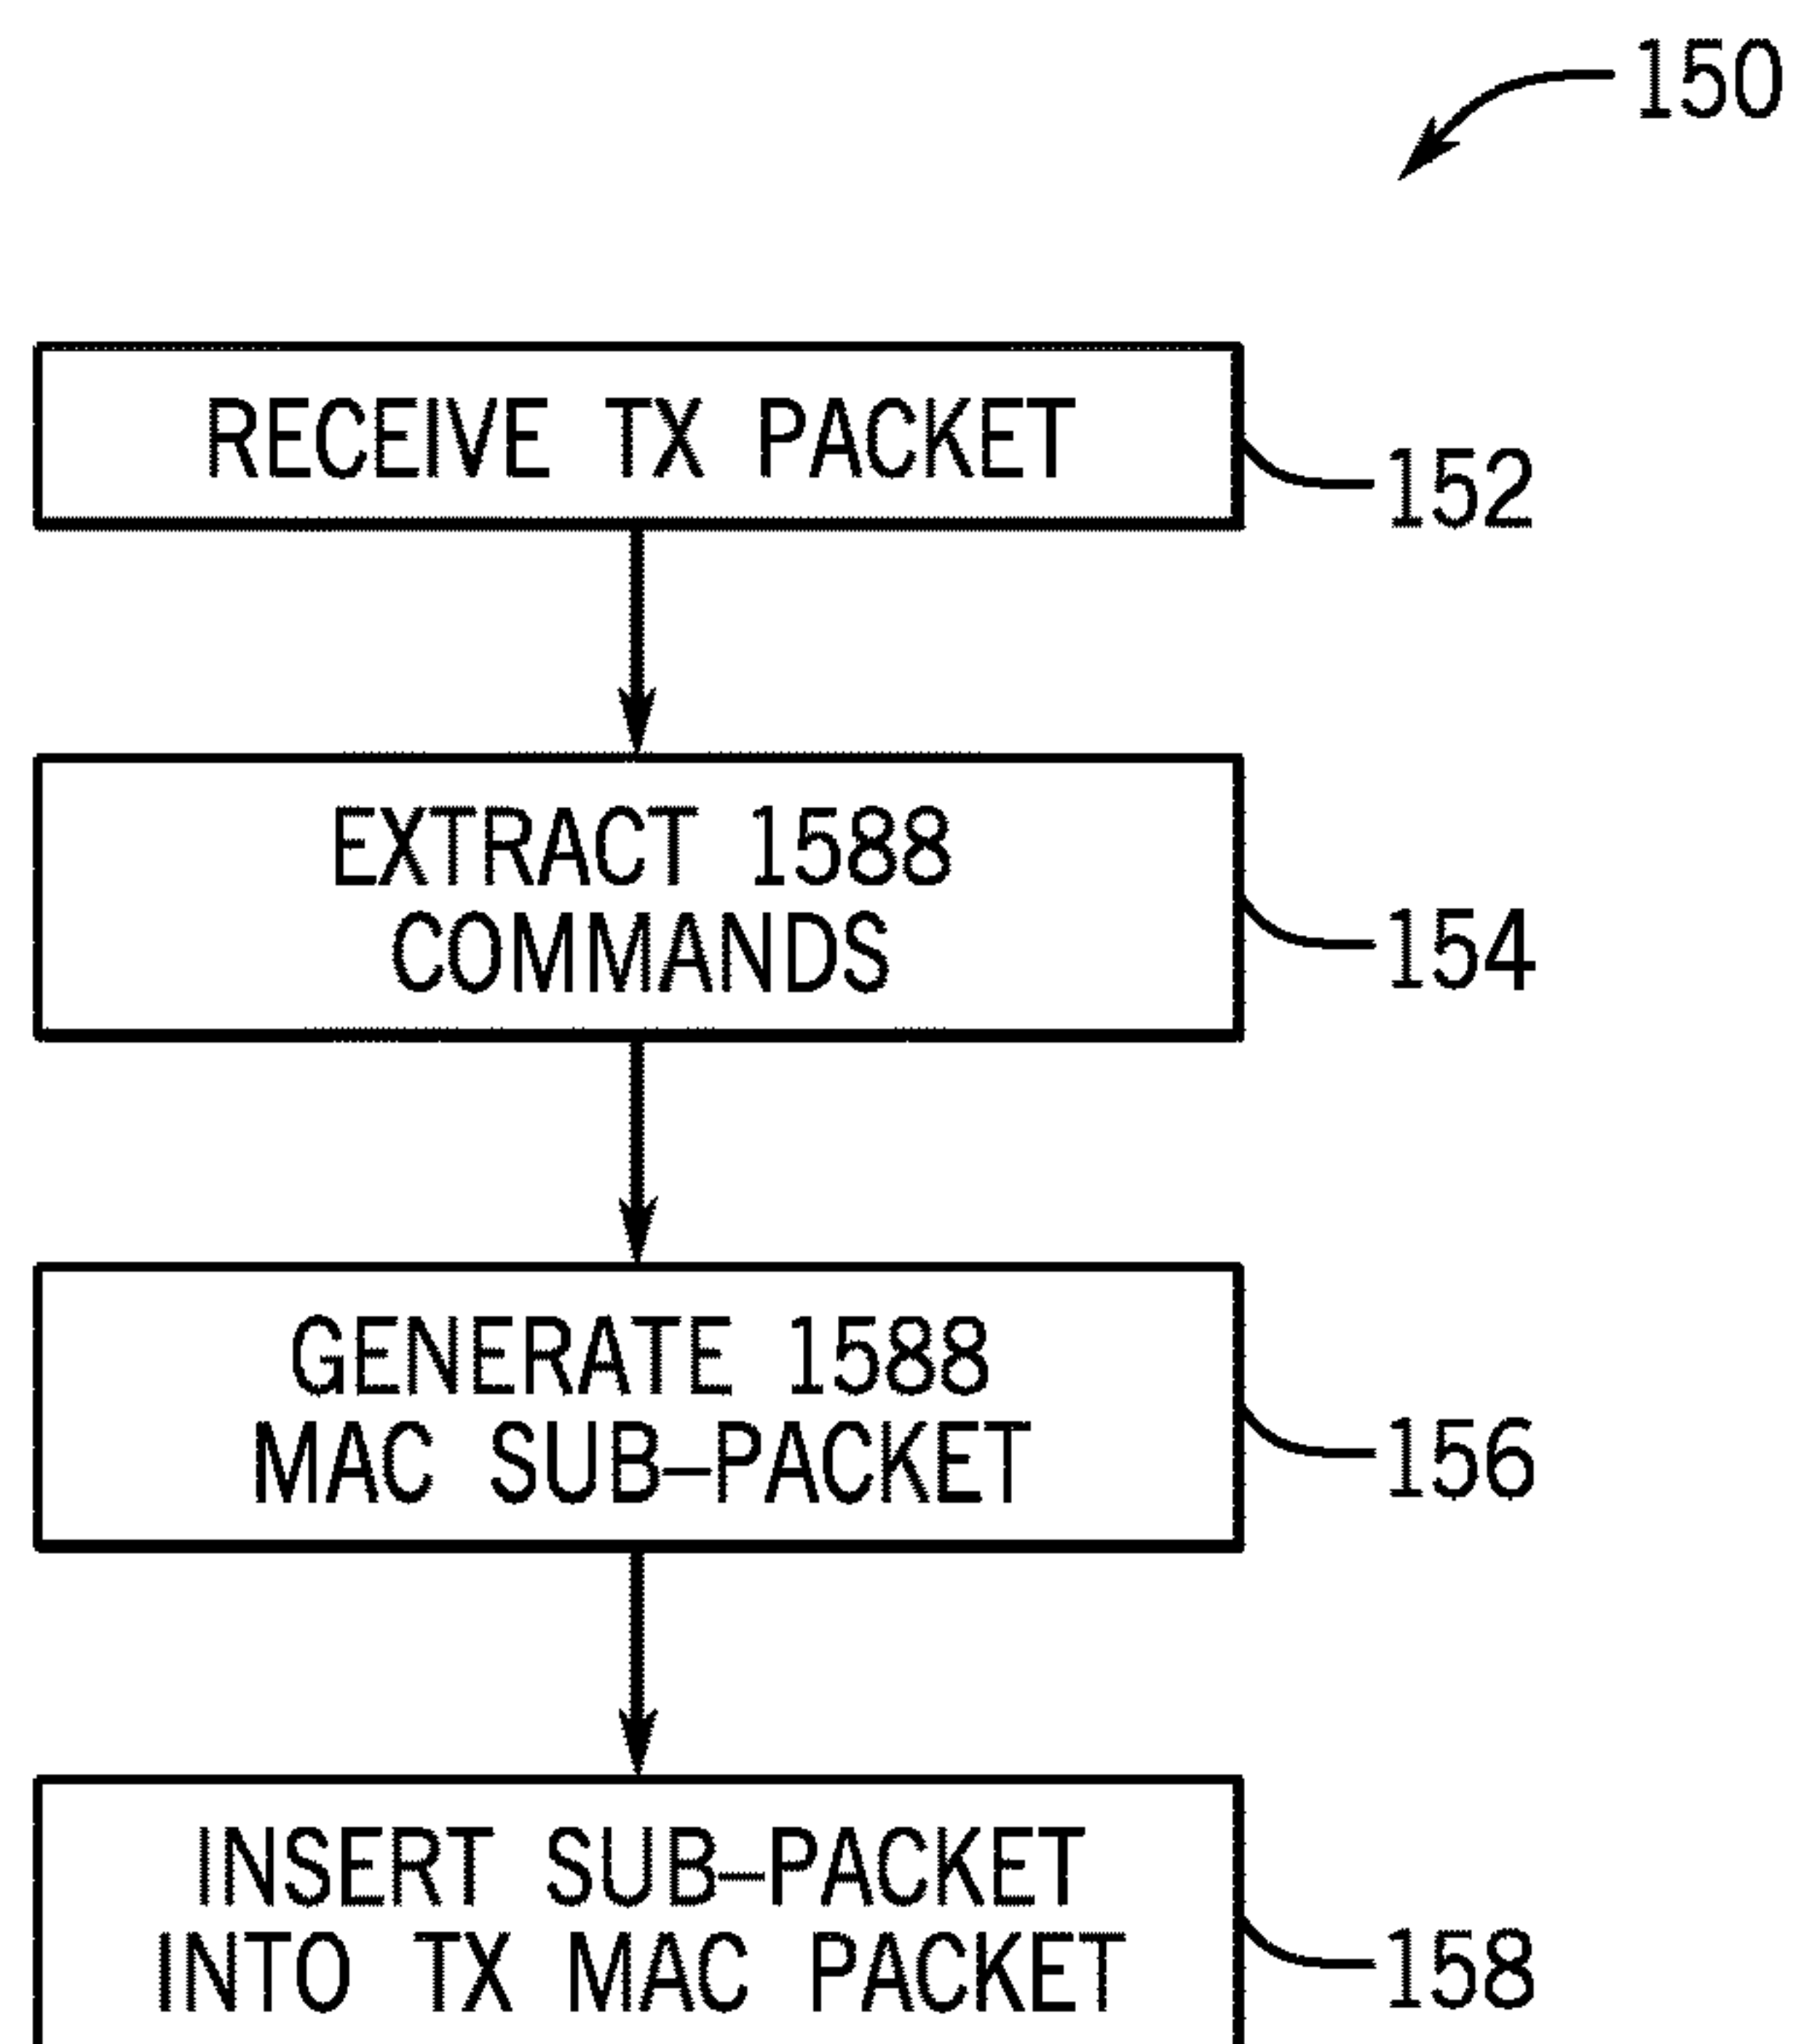 150
RECEIVE TX PACKET
152
EXTRACT 1588
COMMANDS
154
GENERATE 1588
MAC SUB-PACKET
156
INSERT SUB-PACKET
INTO TX MAC PACKET
158